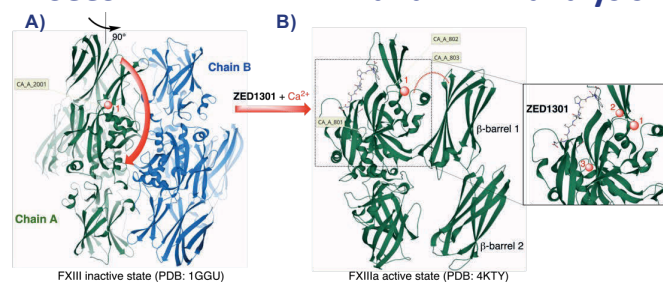 A)
90°
Chain B
CA_A_2001
1
Chain A
FXIII inactive state (PDB: 1GGU)
ZED1301 + Ca²⁺
B)
CA_A_802
CA_A_803
1
CA_A_801
β-barrel 1
β-barrel 2
FXIIIa active state (PDB: 4KTY)
ZED1301
2
1
3